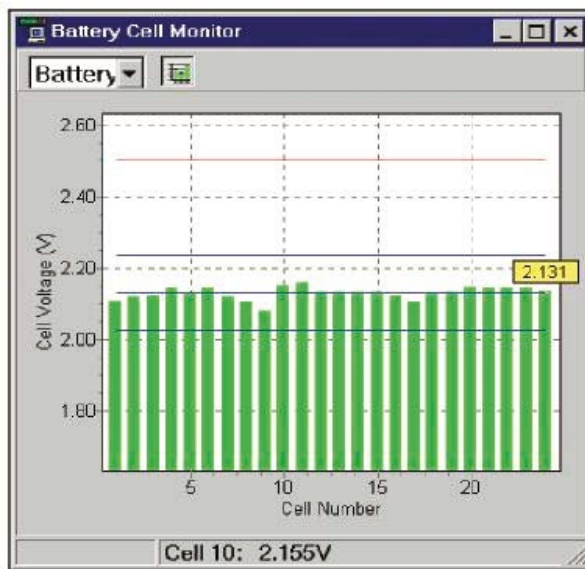 Battery Cell Monitor
Battery
2.60
2.40
2.20
2.00
1.80
Cell Voltage (V)
2.131
5 10 15 20
Cell Number
Cell 10: 2.155V